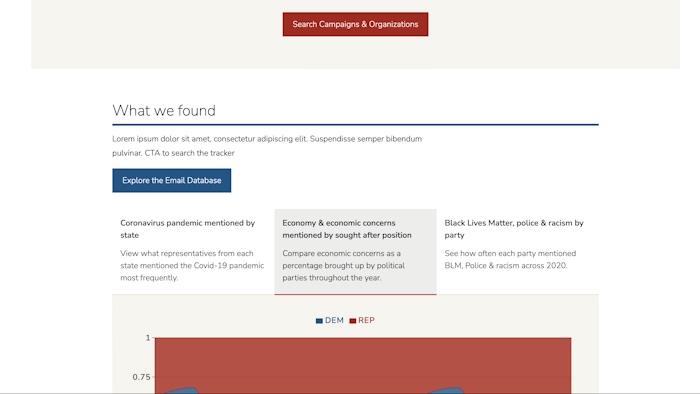 Search Campaigns & Organizations
What we found
Lorem ipsum dolor sit amet, consectetur adipiscing elit. Suspendisse semper bibendum
pulvinar. CTA to search the tracker
Explore the Email Database
Coronavirus pandemic mentioned by
state
View what representatives from each
state mentioned the Covid-19 pandemic
most frequently.
Economy & economic concerns
mentioned by sought after position
Compare economic concerns as a
percentage brought up by political
parties throughout the year.
Black Lives Matter, police & racism by
party
See how often each party mentioned
BLM, Police & racism across 2020.
DEM REP
1
0.75